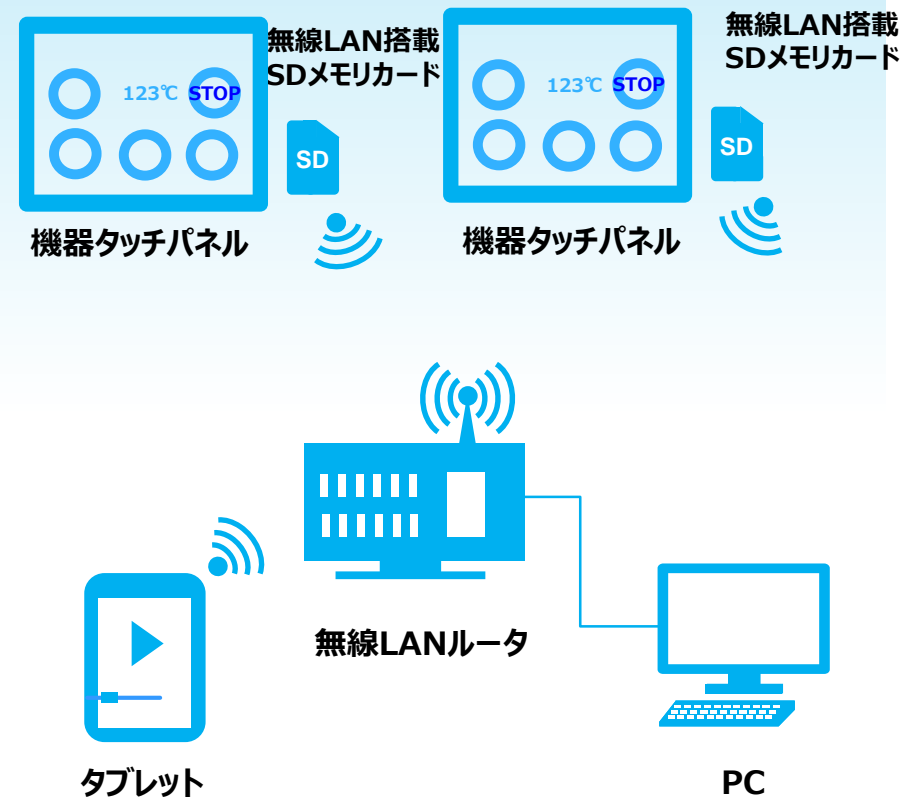 無線LAN搭載
SDメモリカード
123℃ STOP
SD
機器タッチパネル
無線LAN搭載
SDメモリカード
123℃ STOP
SD
機器タッチパネル
無線LANルータ
タブレット
PC